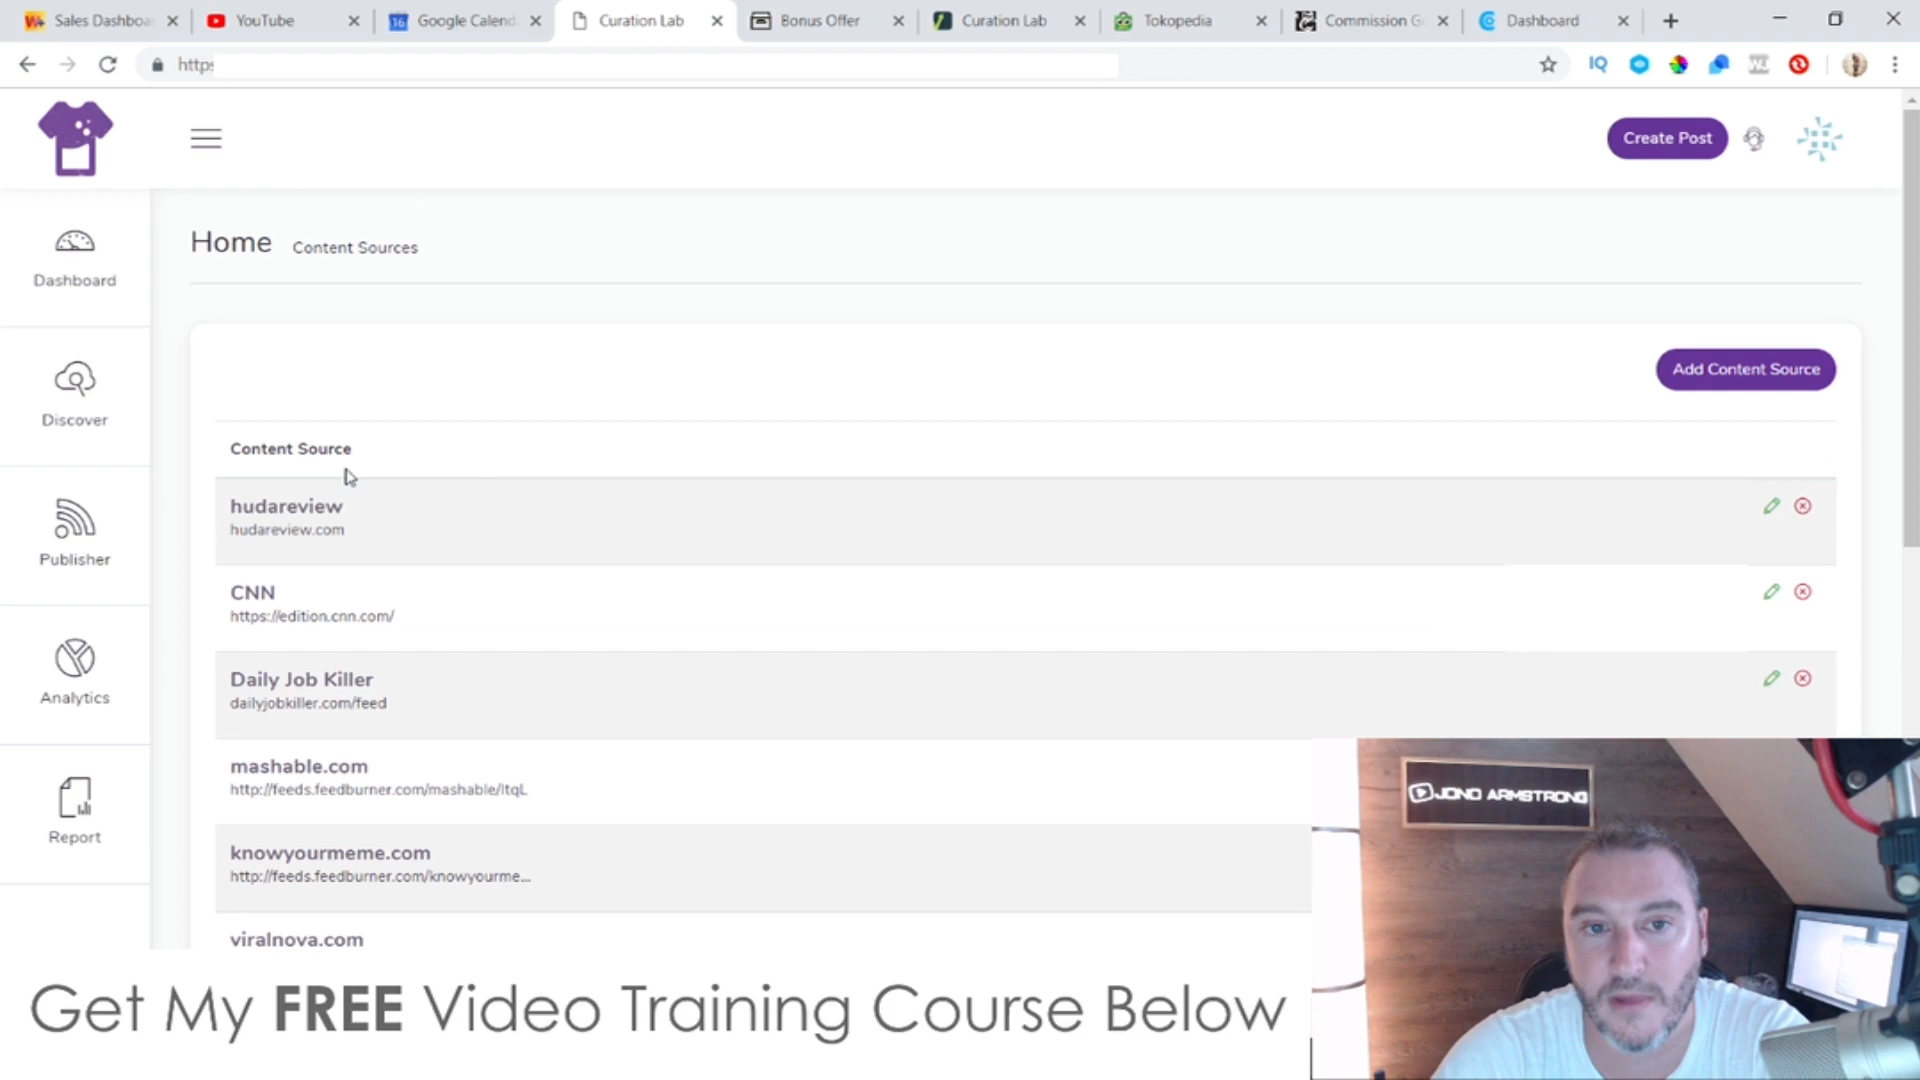 Sales Dashboa
YouTube
Google Calend
Curation Lab
Bonus Offer
Curation Lab
Tokopedia
Commission G
Dashboard
https
Create Post
Dashboard
Discover
Publisher
Analytics
Report
Home Content Sources
Add Content Source
Content Source
hudareview
hudareview.com
CNN
https://edition.cnn.com/
Daily Job Killer
dailyjobkiller.com/feed
mashable.com
http://feeds.feedburner.com/mashable/ItqL
knowyourmeme.com
http://feeds.feedburner.com/knowyourme...
viralnova.com
JONO ARMSTRONG
Get My FREE Video Training Course Below